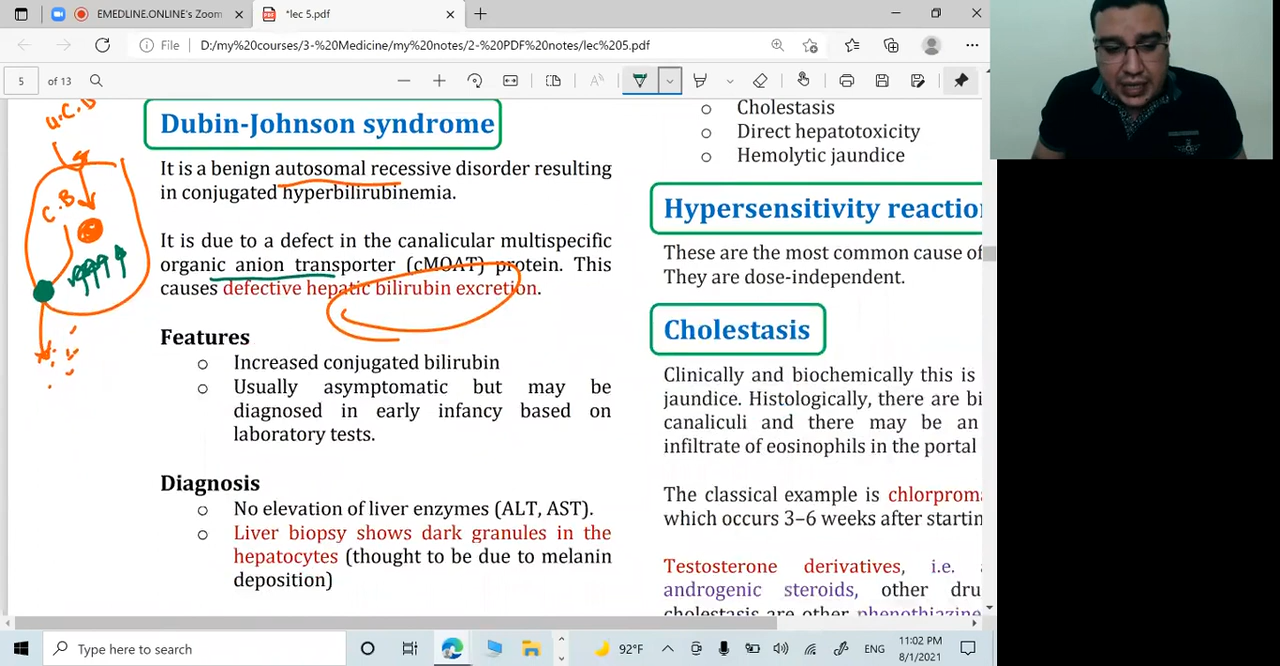 EMEDLINE.ONLINE's Zoom
*lec 5.pdf
File
D:/my%20courses/3-%20Medicine/my%20notes/2-%20PDF%20notes/lec%205.pdf
5 of 13
U.C.B
C.B
Dubin-Johnson syndrome
It is a benign autosomal recessive disorder resulting
in conjugated hyperbilirubinemia.
It is due to a defect in the canalicular multispecific
organic anion transporter (cMOAT) protein. This
causes defective hepatic bilirubin excretion.
Features
o Increased conjugated bilirubin
o Usually asymptomatic but may be
diagnosed in early infancy based on
laboratory tests.
Diagnosis
o No elevation of liver enzymes (ALT, AST).
o Liver biopsy shows dark granules in the
hepatocytes (thought to be due to melanin
deposition)
o Cholestasis
o Direct hepatotoxicity
o Hemolytic jaundice
Hypersensitivity reactio
These are the most common cause of
They are dose-independent.
Cholestasis
Clinically and biochemically this is
jaundice. Histologically, there are bi
canaliculi and there may be an
infiltrate of eosinophils in the portal
The classical example is chlorproma
which occurs 3–6 weeks after startin
Testosterone derivatives, i.e.
androgenic steroids, other dru
cholestasis are other phenothiazine
Type here to search
92°F
ENG
11:02 PM
8/1/2021